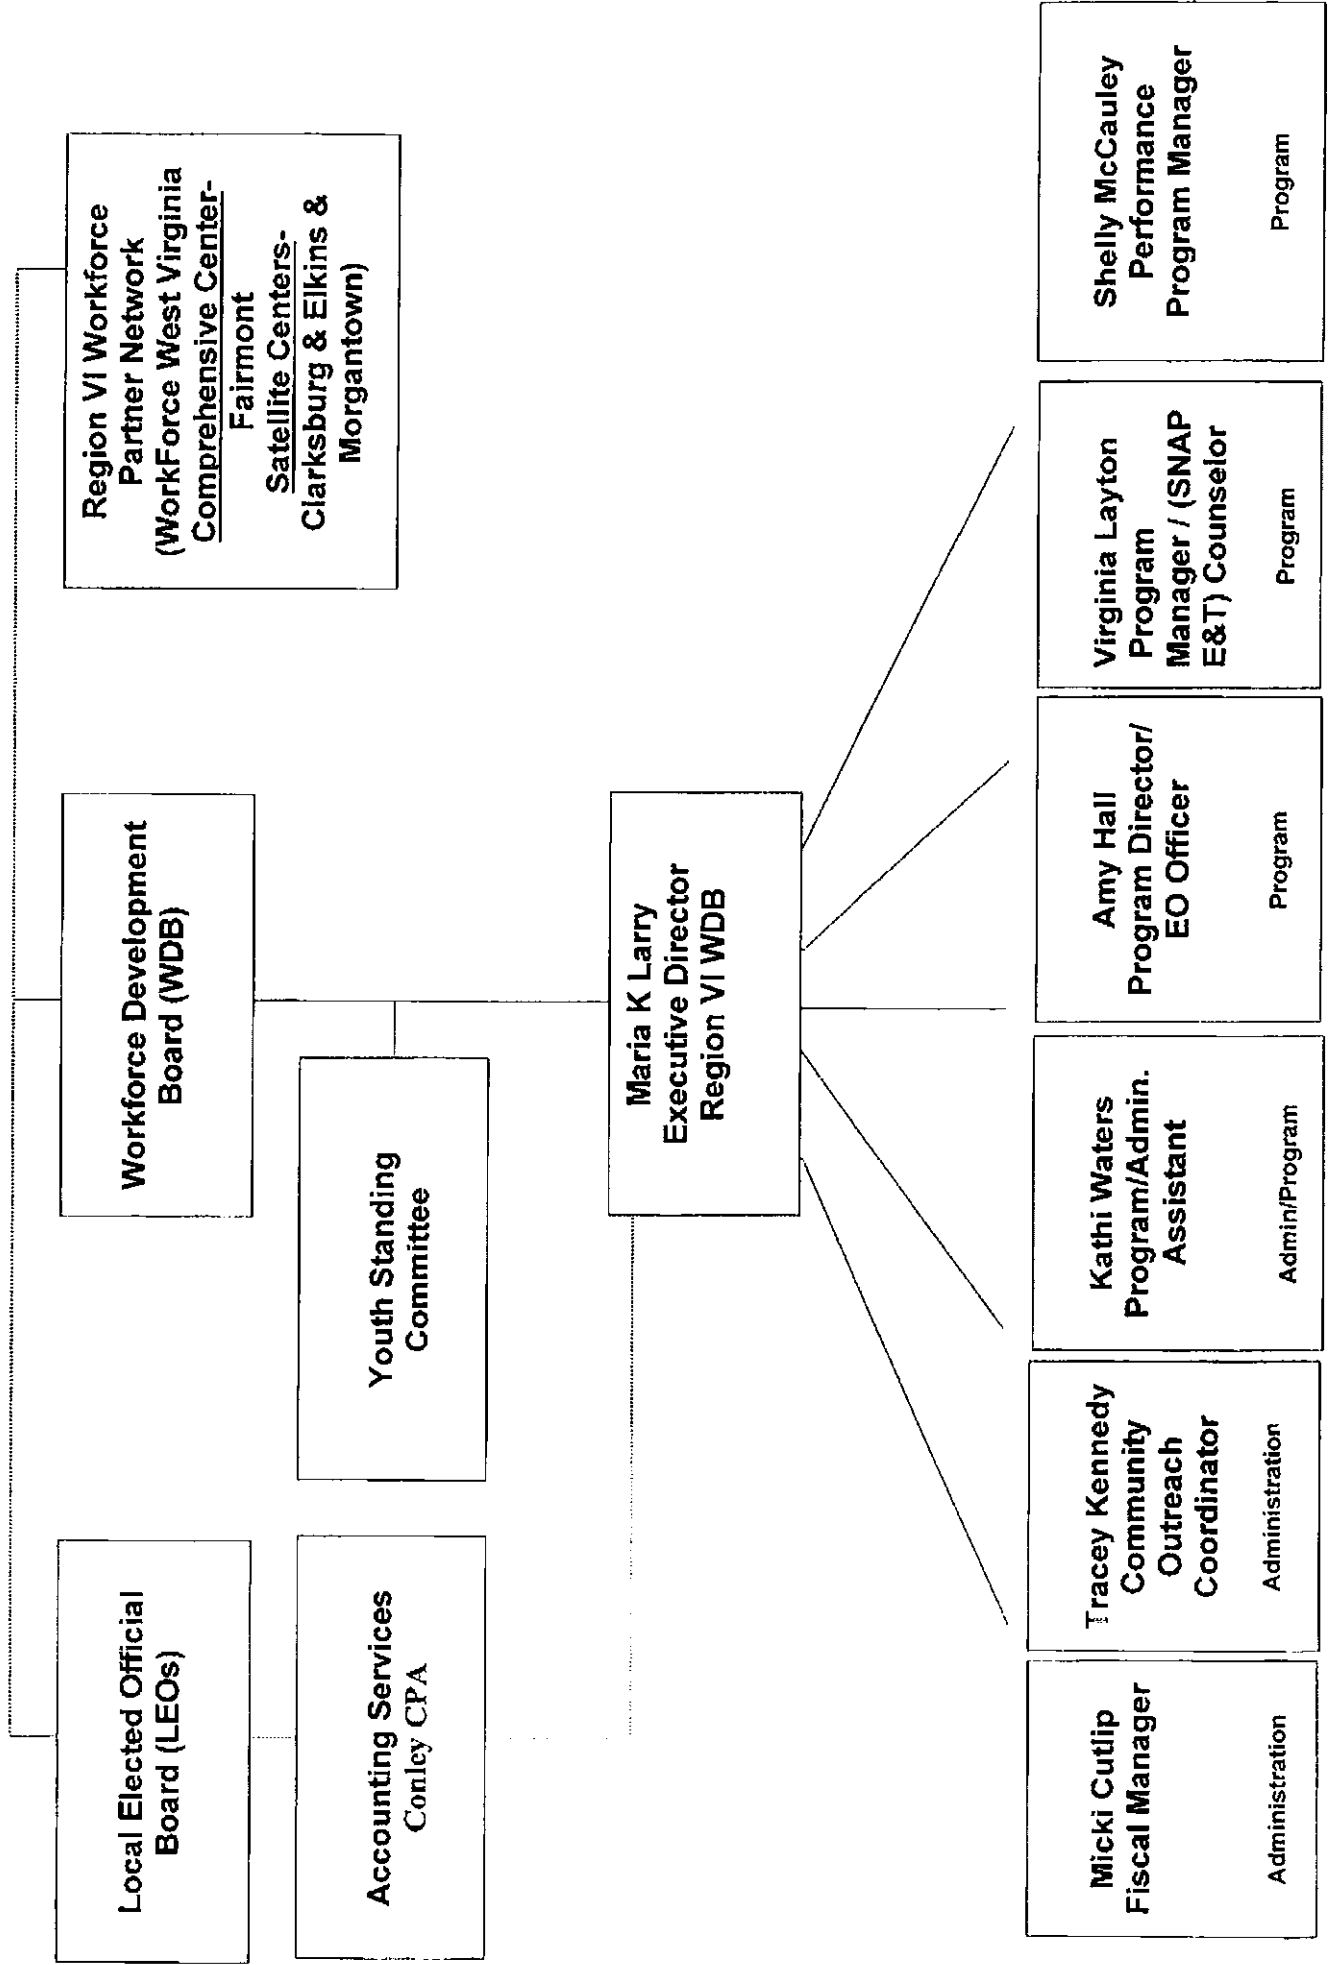 Local Elected Official
Board (LEOs)
Workforce Development
Board (WDB)
Region VI Workforce
Partner Network
(WorkForce West Virginia
Comprehensive Center-
Fairmont
Satellite Centers-
Clarksburg & Elkins &
Morgantown)
Accounting Services
Conley CPA
Youth Standing
Committee
Maria K Larry
Executive Director
Region VI WDB
Micki Cutlip
Fiscal Manager
Administration
Tracey Kennedy
Community
Outreach
Coordinator
Administration
Kathi Waters
Program/Admin.
Assistant
Admin/Program
Amy Hall
Program Director/
EO Officer
Program
Virginia Layton
Program
Manager / (SNAP
E&T) Counselor
Program
Shelly McCauley
Performance
Program Manager
Program